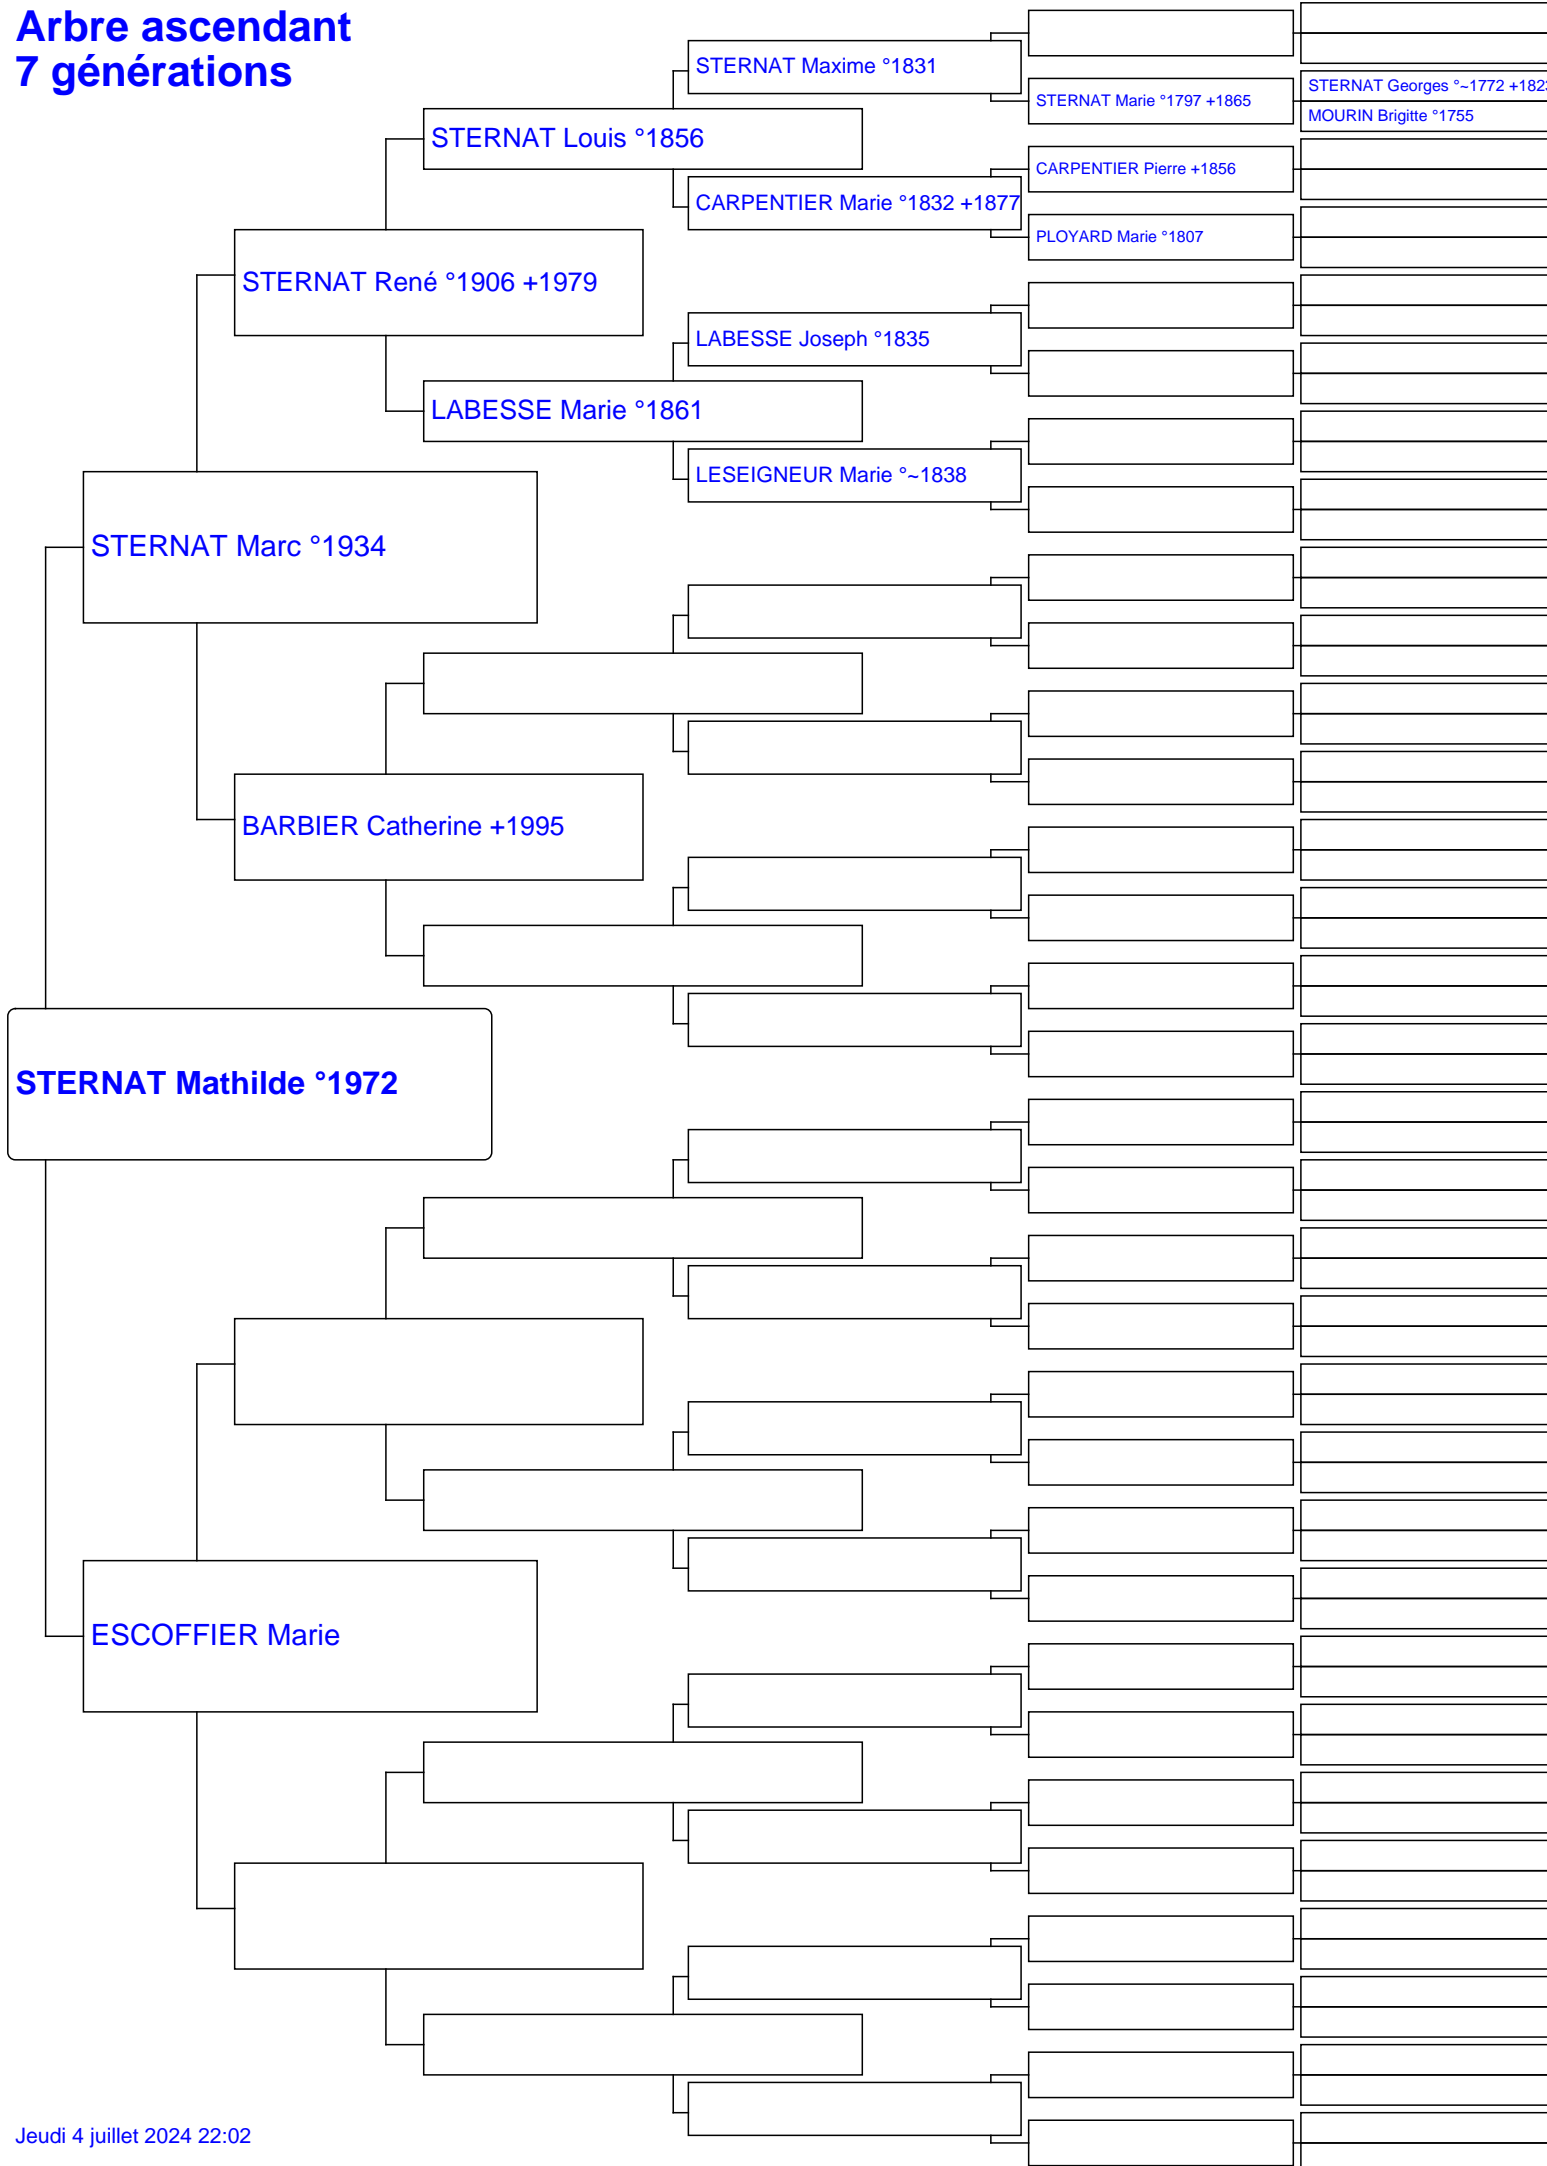 Arbre ascendant
7 générations
STERNAT Maxime °1831
STERNAT Georges °~1772 +1823
STERNAT Marie °1797 +1865
MOURIN Brigitte °1755
STERNAT Louis °1856
CARPENTIER Pierre +1856
CARPENTIER Marie °1832 +1877
PLOYARD Marie °1807
STERNAT René °1906 +1979
LABESSE Joseph °1835
LABESSE Marie °1861
LESEIGNEUR Marie °~1838
STERNAT Marc °1934
BARBIER Catherine +1995
STERNAT Mathilde °1972
ESCOFFIER Marie
Jeudi 4 juillet 2024 22:02